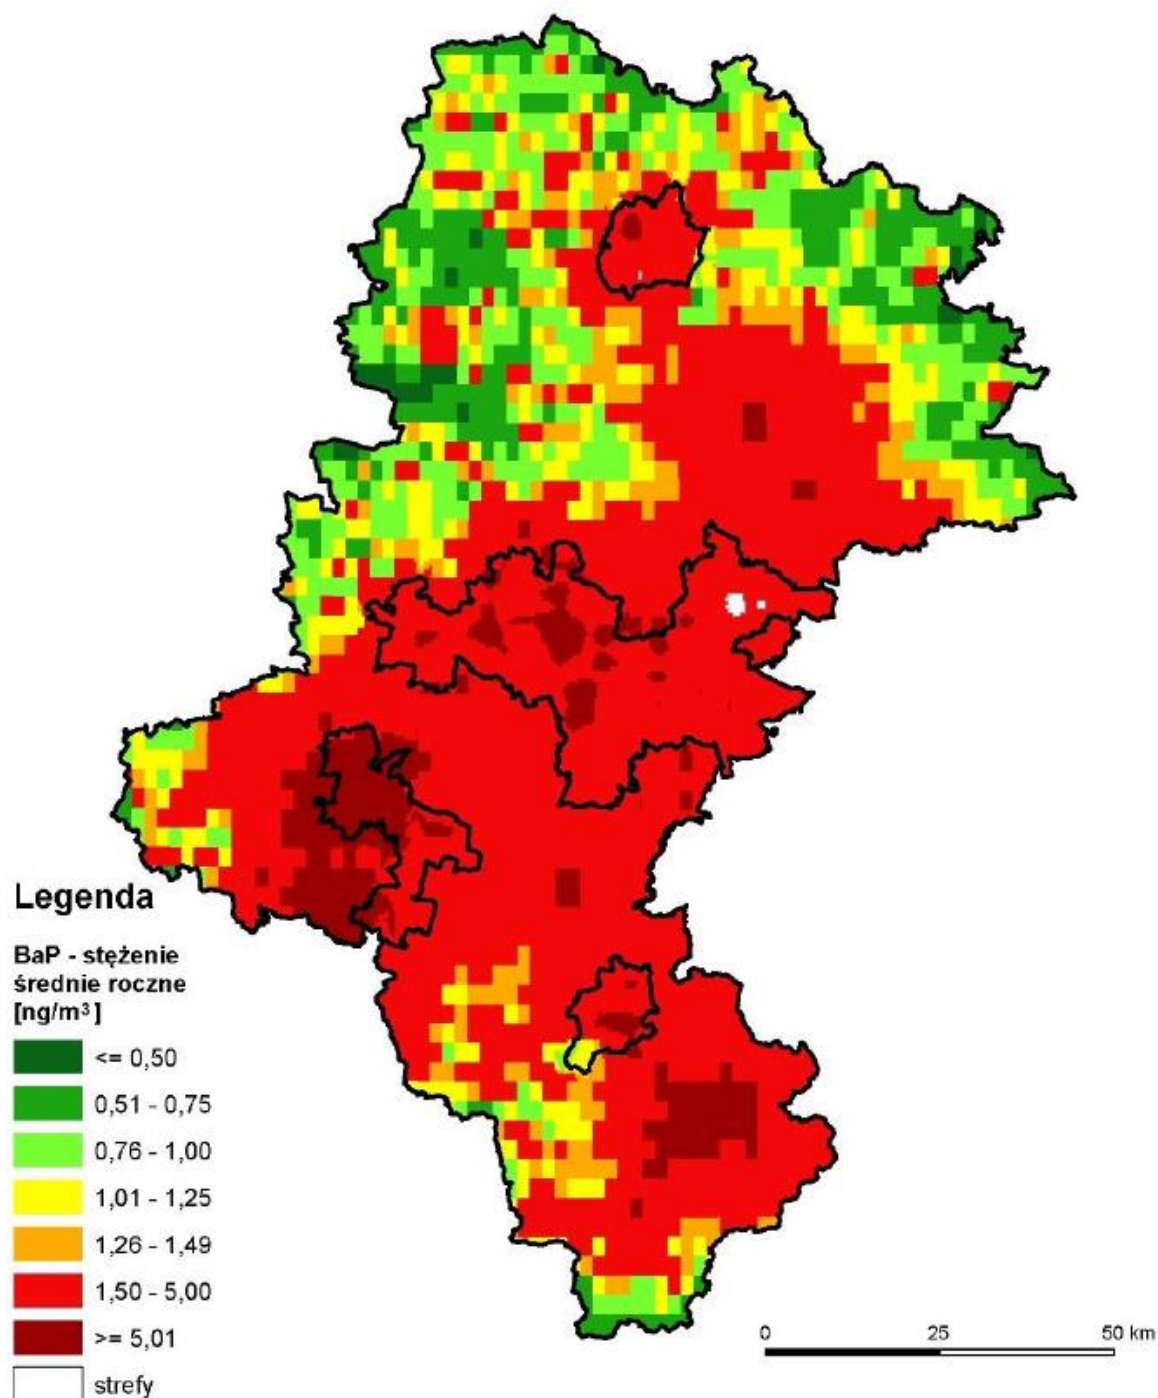 Legenda
BaP - stężenie
średnie roczne
[ng/m³]
<= 0,50
0,51 - 0,75
0,76 - 1,00
1,01 - 1,25
1,26 - 1,49
1,50 - 5,00
>= 5,01
strefy
0 25 50 km